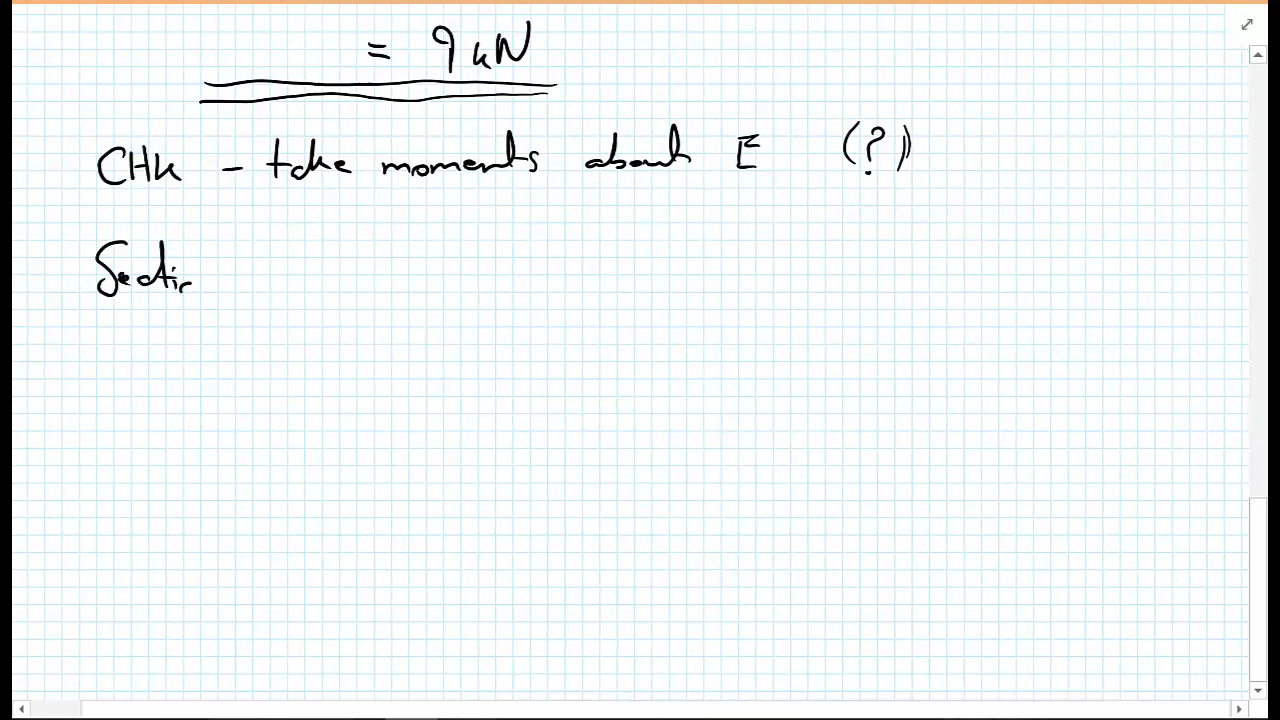 = 9 kN
CHK - take moments about E (?)
Sectio